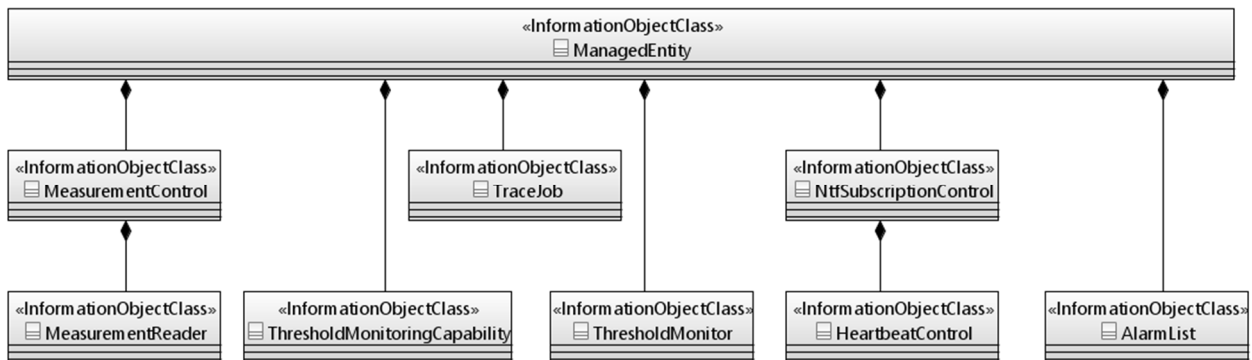 «InformationObjectClass»
ManagedEntity
«InformationObjectClass»
MeasurementControl
«InformationObjectClass»
TraceJob
«InformationObjectClass»
NtfSubscriptionControl
«InformationObjectClass»
MeasurementReader
«InformationObjectClass»
ThresholdMonitoringCapability
«InformationObjectClass»
ThresholdMonitor
«InformationObjectClass»
HeartbeatControl
«InformationObjectClass»
AlarmList